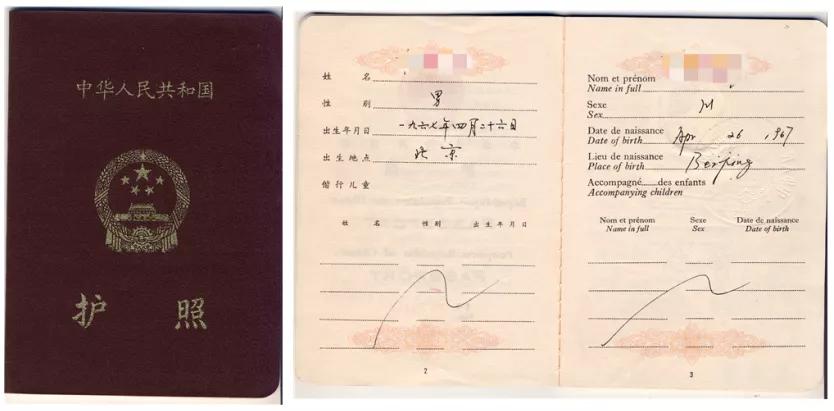 中华人民共和国
护 照
姓 名
性 别 男
出生年月日 一九六七年四月二十六日
出生地点 北京
偕行儿童
姓 名 性 别 出 生 年 月 日
2
Nom et prénom
Name in full
Sexe M
Sex
Date de naissance
Date of birth Apr 26, 1967
Lieu de naissance
Place of birth Beijing
Accompagné des enfants
Accompanying children
Nom et prénom Sexe Date de naissance
Name in full Sex Date of birth
3